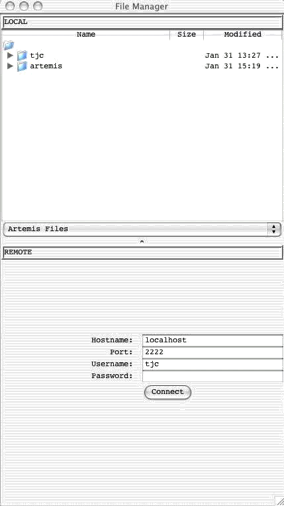 File Manager
LOCAL
Name Size Modified
tjc Jan 31 13:27 ...
artemis Jan 31 15:19 ...
Artemis Files
REMOTE
Hostname: localhost
Port: 2222
Username: tjc
Password:
Connect